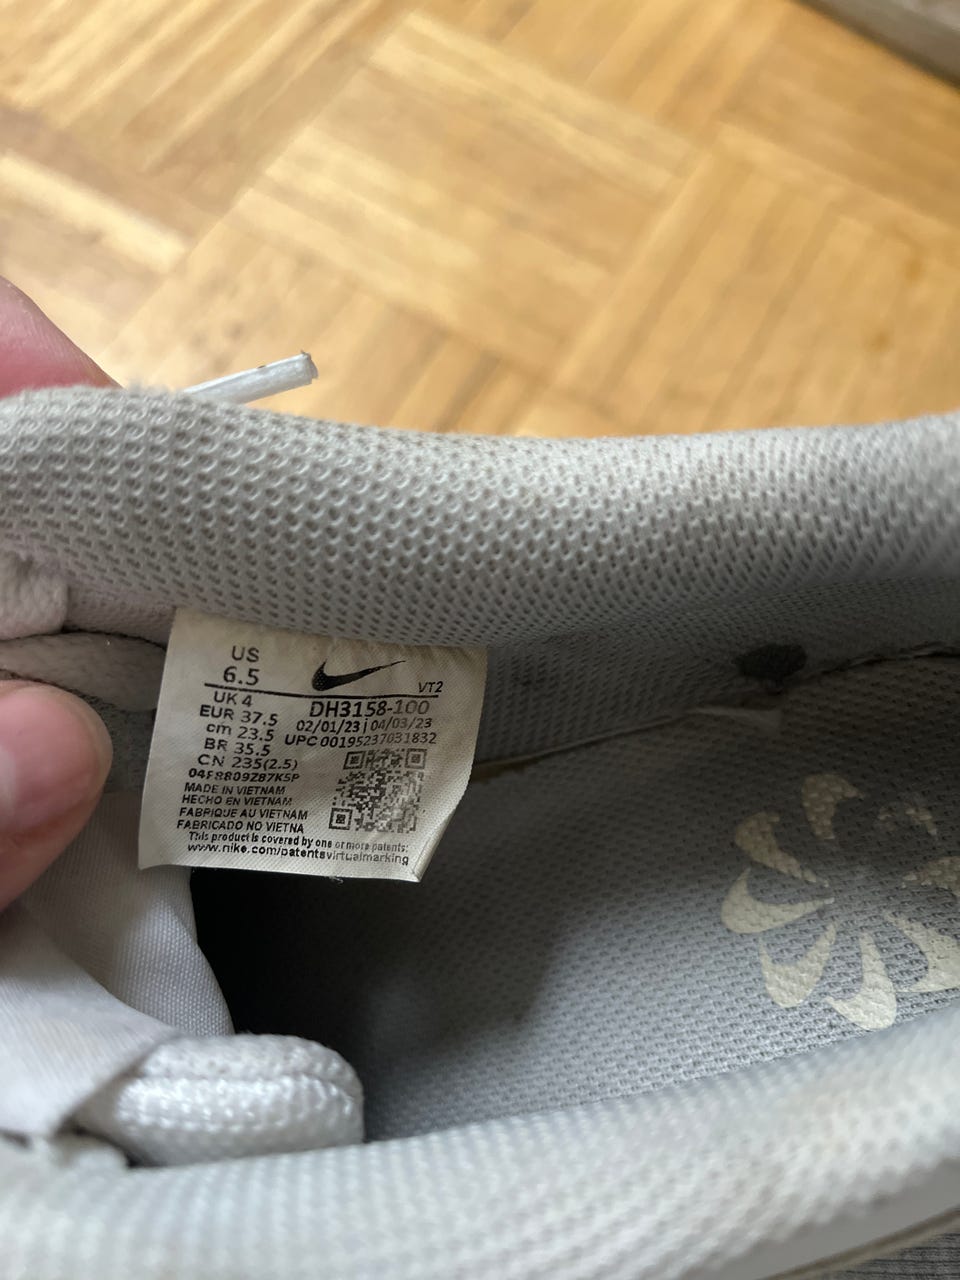 US
6.5
VT2
UK 4
DH3158-100
EUR 37.5
02/01/23 | 04/03/23
cm 23.5
UPC 00195237031832
BR 35.5
CN 235(2.5)
MADE IN VIETNAM
HECHO EN VIETNAM
FABRIQUE AU VIETNAM
FABRICADO NO VIETNA
This product is covered by one or more patents:
www.nike.com/patentsvirtualmarking